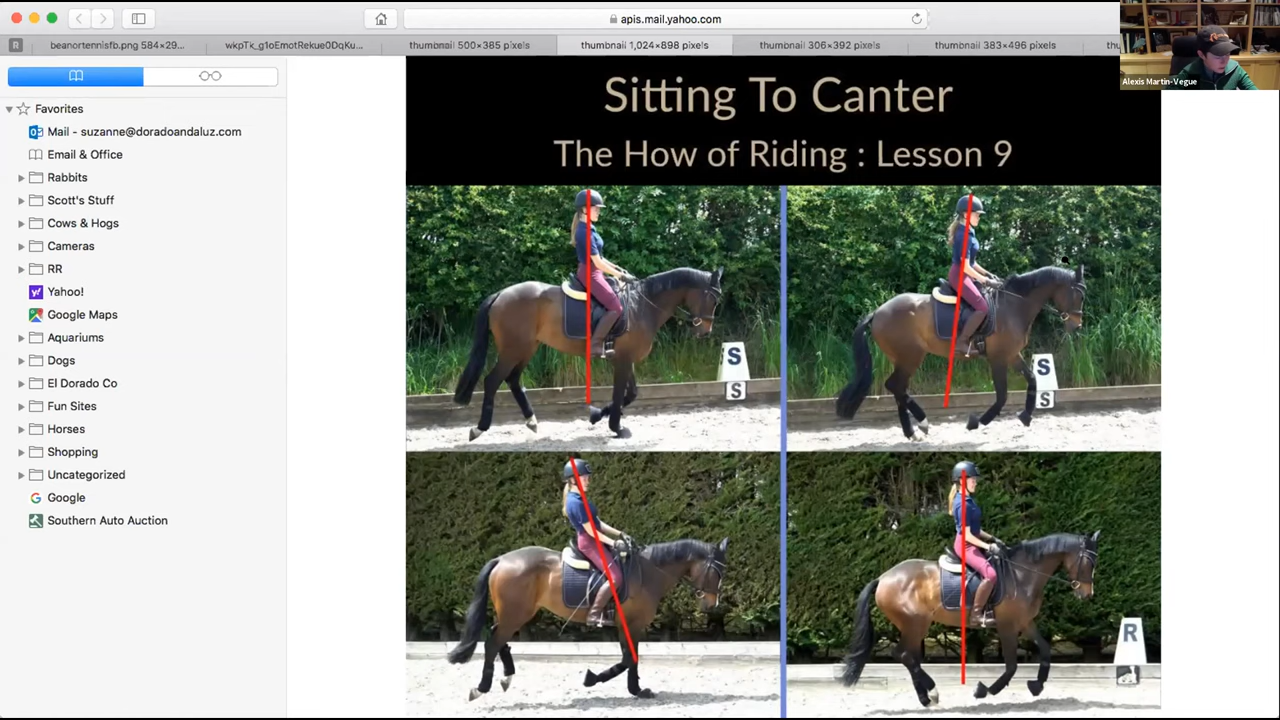 apis.mail.yahoo.com
R
beanortennisfb.png 584×29...
wkpTk_g1oEmotRekue0DqKu...
thumbnail 500×385 pixels
thumbnail 1,024×898 pixels
thumbnail 306×392 pixels
thumbnail 383×496 pixels
thu
Alexis Martin-Vegue
Favorites
Mail - suzanne@doradoandaluz.com
Email & Office
Rabbits
Scott's Stuff
Cows & Hogs
Cameras
RR
Yahoo!
Google Maps
Aquariums
Dogs
El Dorado Co
Fun Sites
Horses
Shopping
Uncategorized
Google
Southern Auto Auction
Sitting To Canter
The How of Riding : Lesson 9
S
S
S
S
R